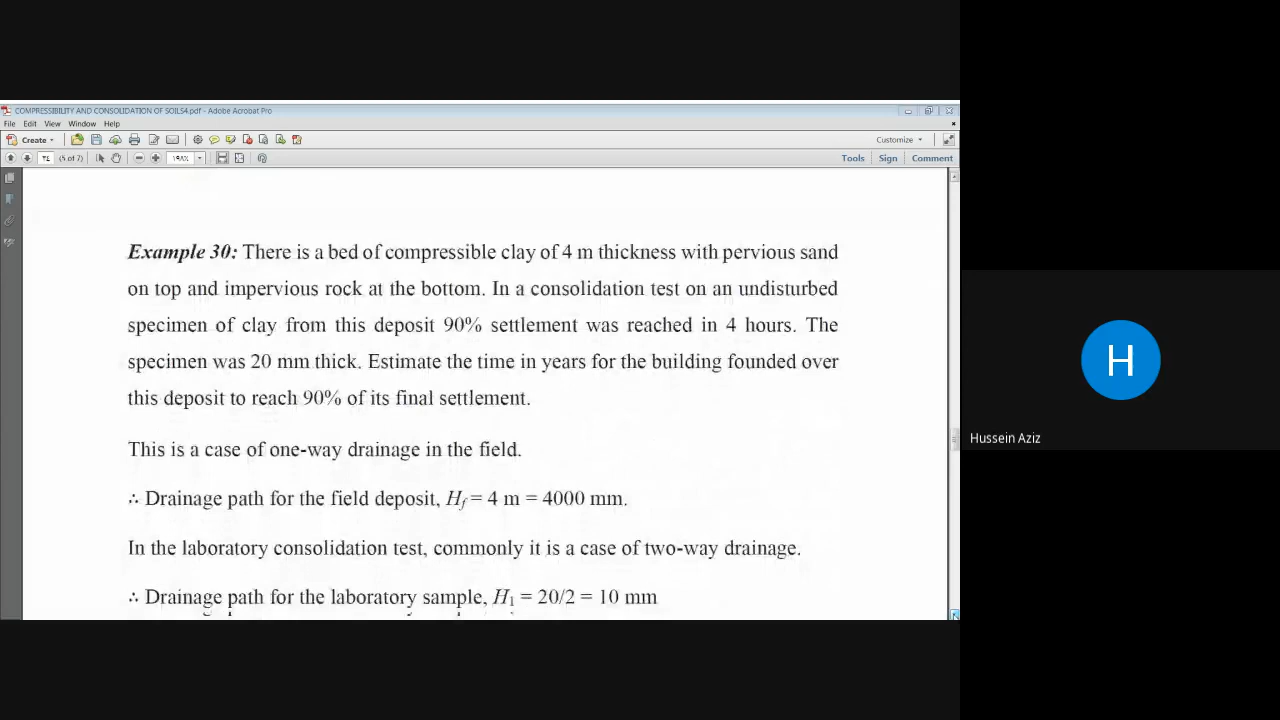 COMPRESSIBILITY AND CONSOLIDATION OF SOILS4.pdf - Adobe Acrobat Pro
File Edit View Window Help
Create Customize
٢٤ (5 of 7) ١٩٨% Tools Sign Comment
Example 30: There is a bed of compressible clay of 4 m thickness with pervious sand
on top and impervious rock at the bottom. In a consolidation test on an undisturbed
specimen of clay from this deposit 90% settlement was reached in 4 hours. The
specimen was 20 mm thick. Estimate the time in years for the building founded over
this deposit to reach 90% of its final settlement.
This is a case of one-way drainage in the field.
∴ Drainage path for the field deposit, Hf = 4 m = 4000 mm.
In the laboratory consolidation test, commonly it is a case of two-way drainage.
∴ Drainage path for the laboratory sample, H1 = 20/2 = 10 mm
H
Hussein Aziz